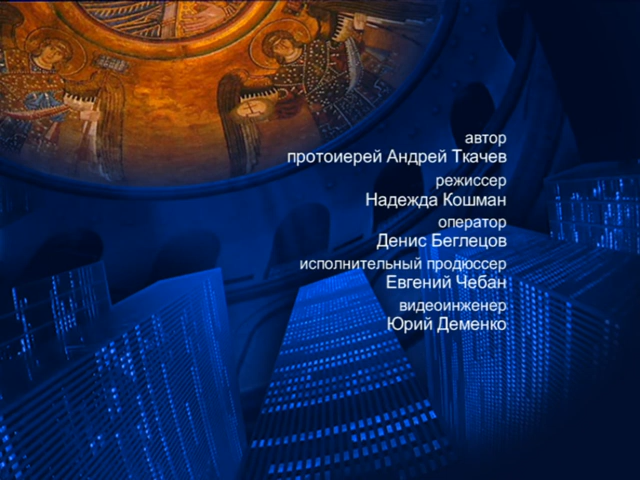 автор
протоиерей Андрей Ткачев
режиссер
Надежда Кошман
оператор
Денис Беглецов
исполнительный продюссер
Евгений Чебан
видеоинженер
Юрий Деменко